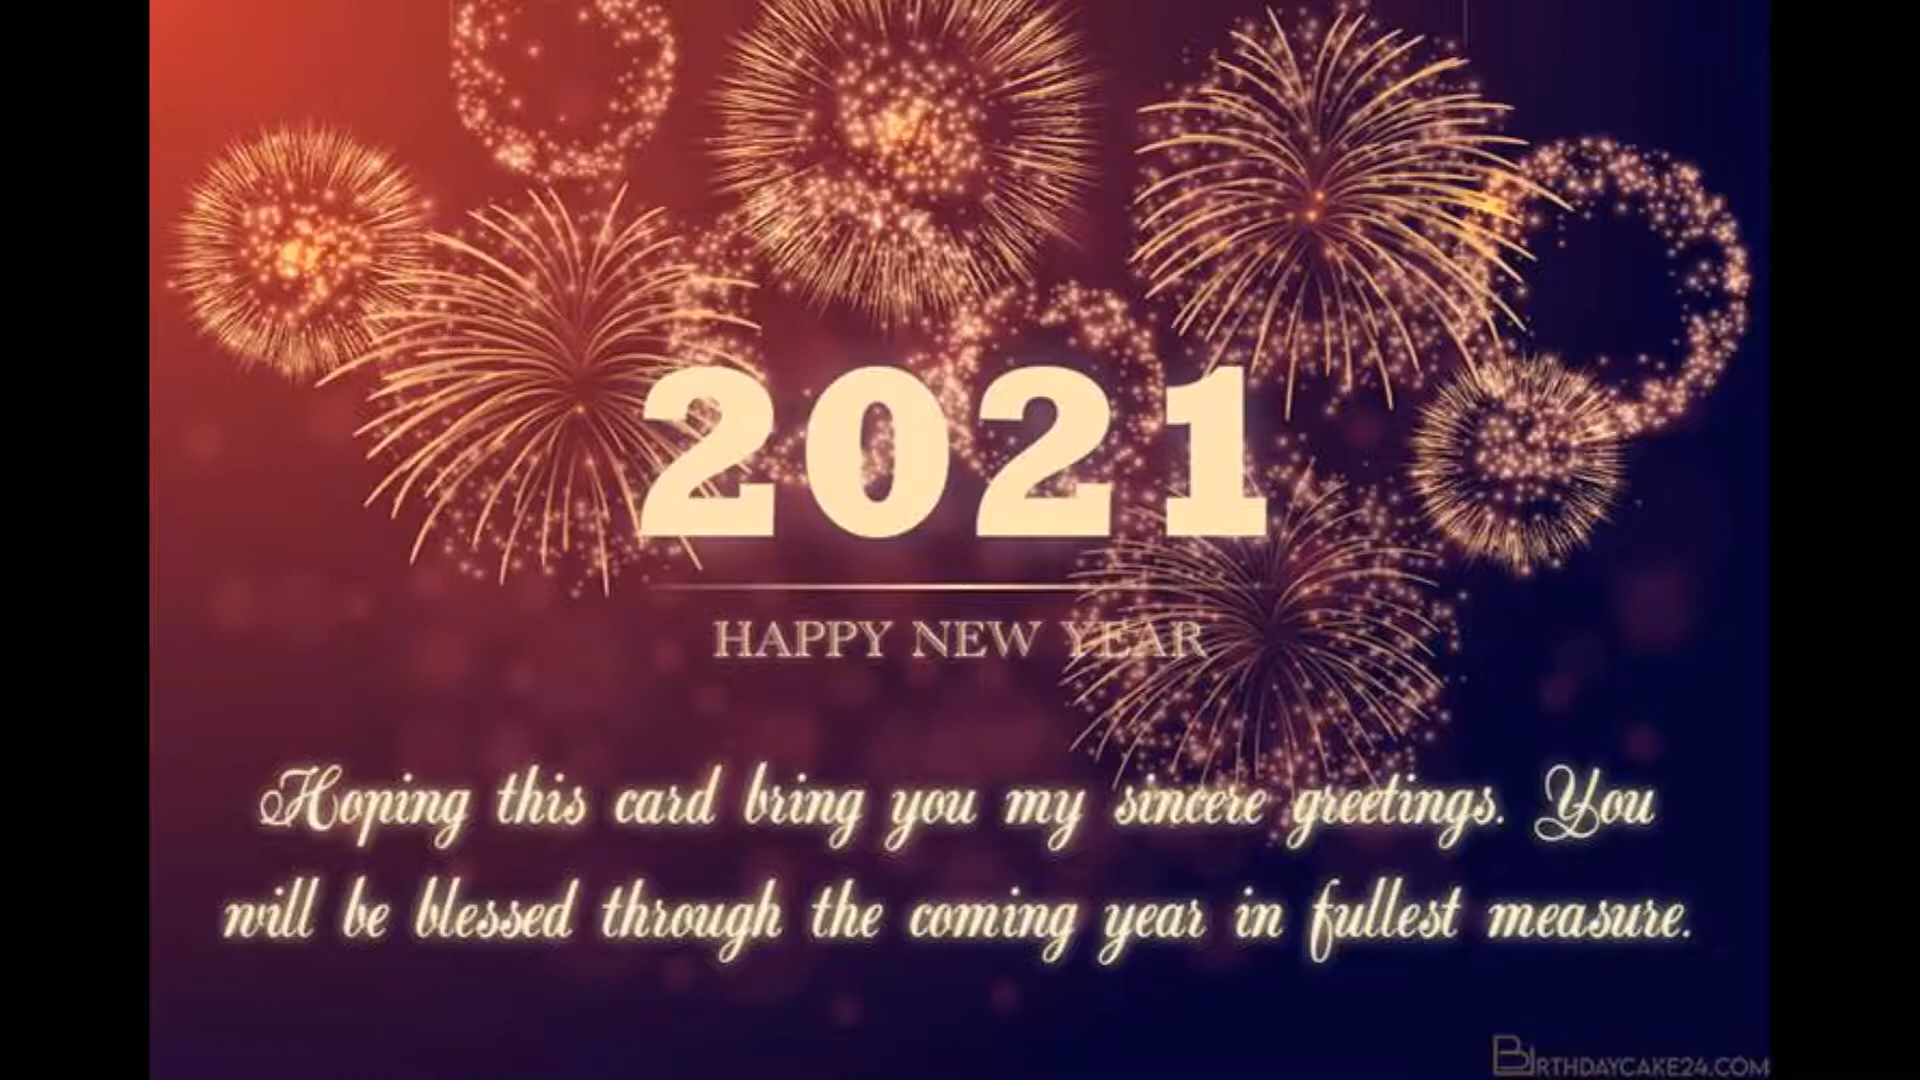 2021
HAPPY NEW YEAR
Hoping this card bring you my sincere greetings. You
will be blessed through the coming year in fullest measure.
BIRTHDAYCAKE24.COM